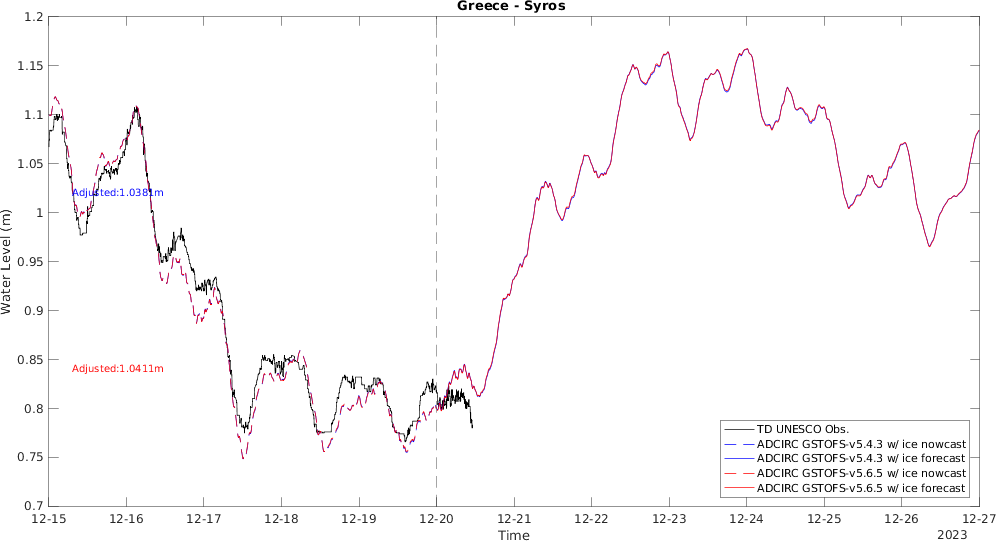 Greece - Syros
1.2
1.15
1.1
1.05
1
0.95
0.9
0.85
0.8
0.75
0.7
Water Level (m)
Adjusted:1.0381m
Adjusted:1.0411m
TD UNESCO Obs.
ADCIRC GSTOFS-v5.4.3 w/ ice nowcast
ADCIRC GSTOFS-v5.4.3 w/ ice forecast
ADCIRC GSTOFS-v5.6.5 w/ ice nowcast
ADCIRC GSTOFS-v5.6.5 w/ ice forecast
12-15 12-16 12-17 12-18 12-19 12-20 12-21 12-22 12-23 12-24 12-25 12-26 12-27
Time
2023